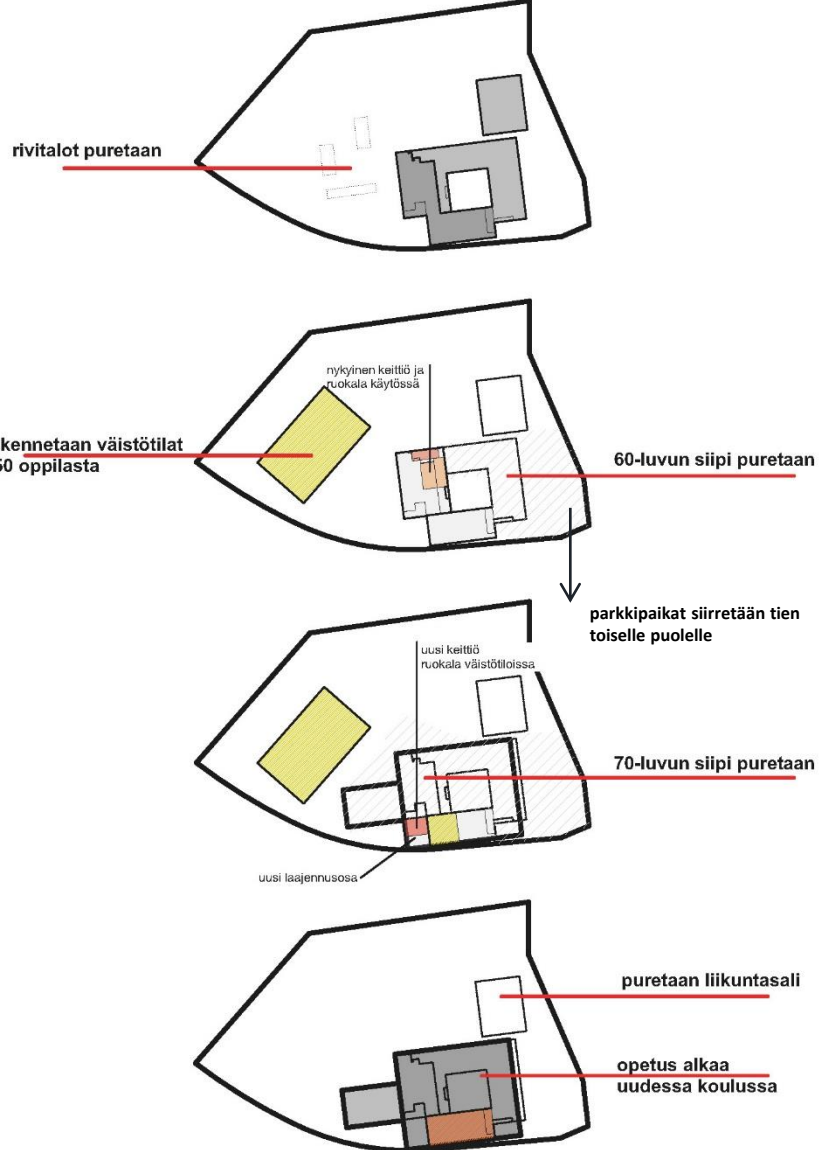 rivitalot puretaan
nykyinen keittiö ja
ruokala käytössä
kennetaan väistötilat
50 oppilasta
60-luvun siipi puretaan
parkkipaikat siirretään tien
toiselle puolelle
uusi keittiö
ruokala väistötiloissa
70-luvun siipi puretaan
uusi laajennusosa
puretaan liikuntasali
opetus alkaa
uudessa koulussa